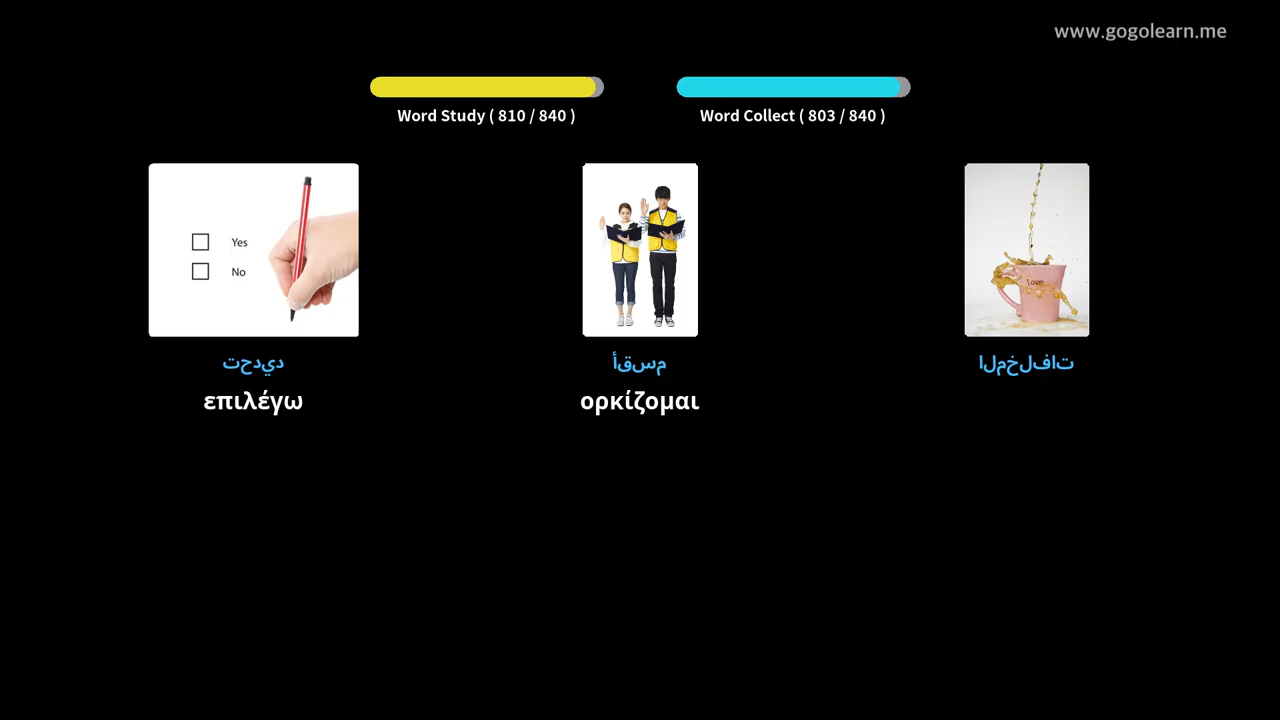 www.gogolearn.me
Word Study ( 810 / 840 )
Word Collect ( 803 / 840 )
Yes
No
love
تحديد
أقسم
المخلفات
επιλέγω
ορκίζομαι